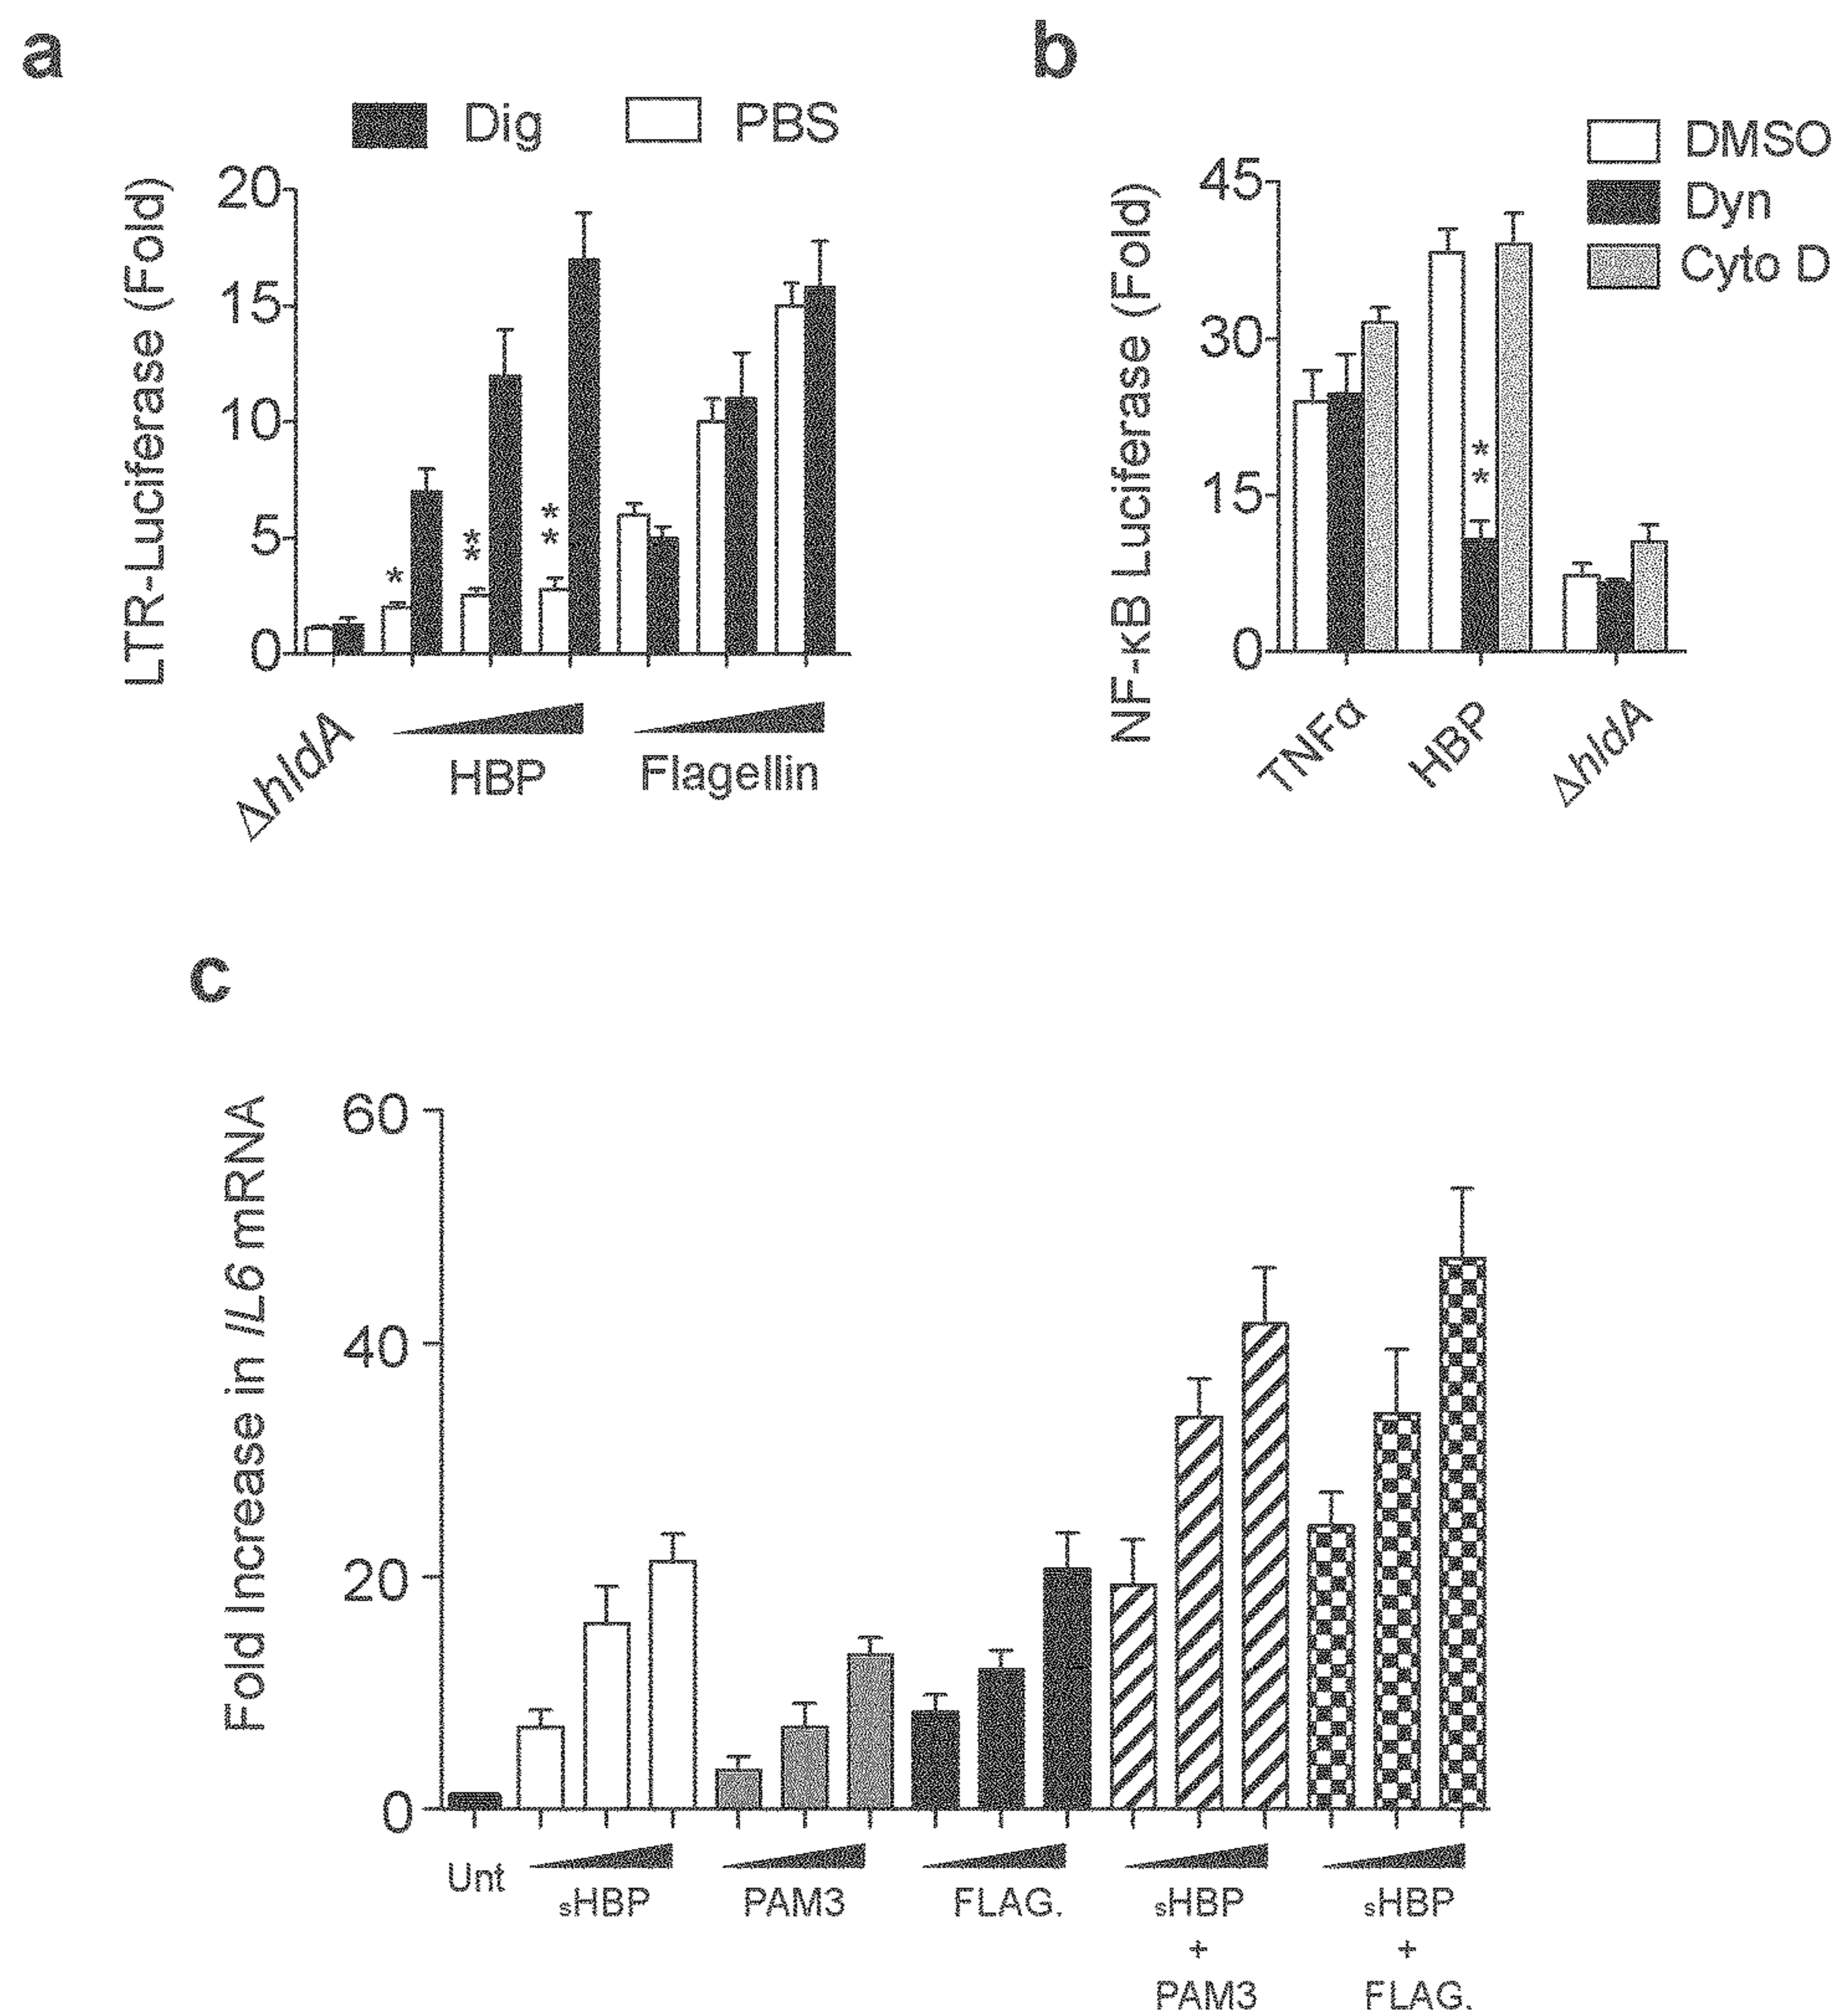 a
Dig PBS
LTR-Luciferase (Fold)
20
15
10
5
0
*
**
**
ΔhldA
HBP
Flagellin
b
DMSO
Dyn
Cyto D
NF-κB Luciferase (Fold)
45
30
15
0
**
TNFα
HBP
ΔhldA
c
Fold Increase in IL6 mRNA
60
40
20
0
Unt
sHBP
PAM3
FLAG.
sHBP
+
PAM3
sHBP
+
FLAG.